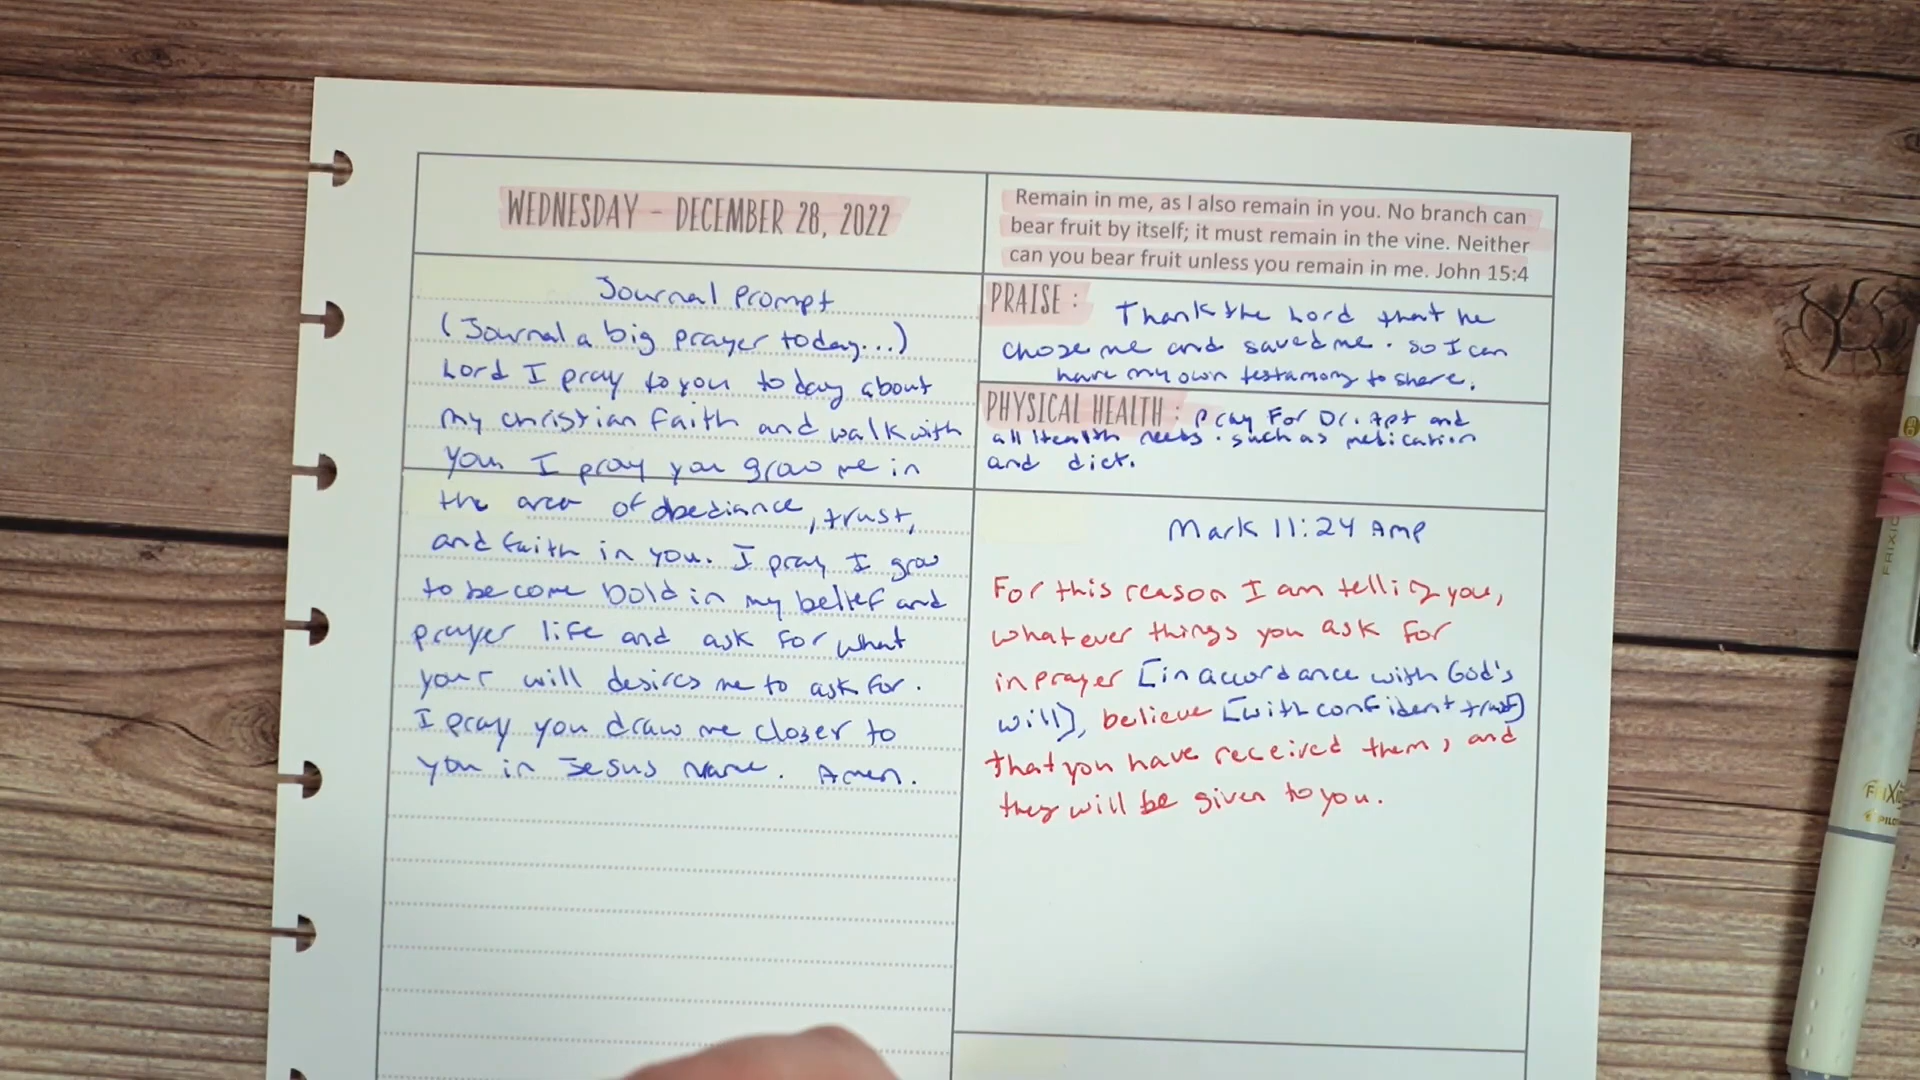 WEDNESDAY - DECEMBER 28, 2022
Journal Prompt
(Journal a big prayer today...)
Lord I pray to you today about
my christian faith and walk with
you. I pray you grow me in
the area of obediance, trust,
and faith in you. I pray I grow
to become bold in my belief and
prayer life and ask for what
your will desires me to ask for.
I pray you draw me closer to
you in Jesus name. Amen.
Remain in me, as I also remain in you. No branch can
bear fruit by itself; it must remain in the vine. Neither
can you bear fruit unless you remain in me. John 15:4
PRAISE : Thank the Lord that he
chose me and saved me. so I can
have my own testamony to share.
PHYSICAL HEALTH : Pray For Dr. Apt and
all Health needs. such as medication
and diet.
Mark 11:24 Amp
For this reason I am telling you,
whatever things you ask for
in prayer [in accordance with God's
will], believe [with confident trust]
that you have received them, and
they will be given to you.
FRIXION
PILOT